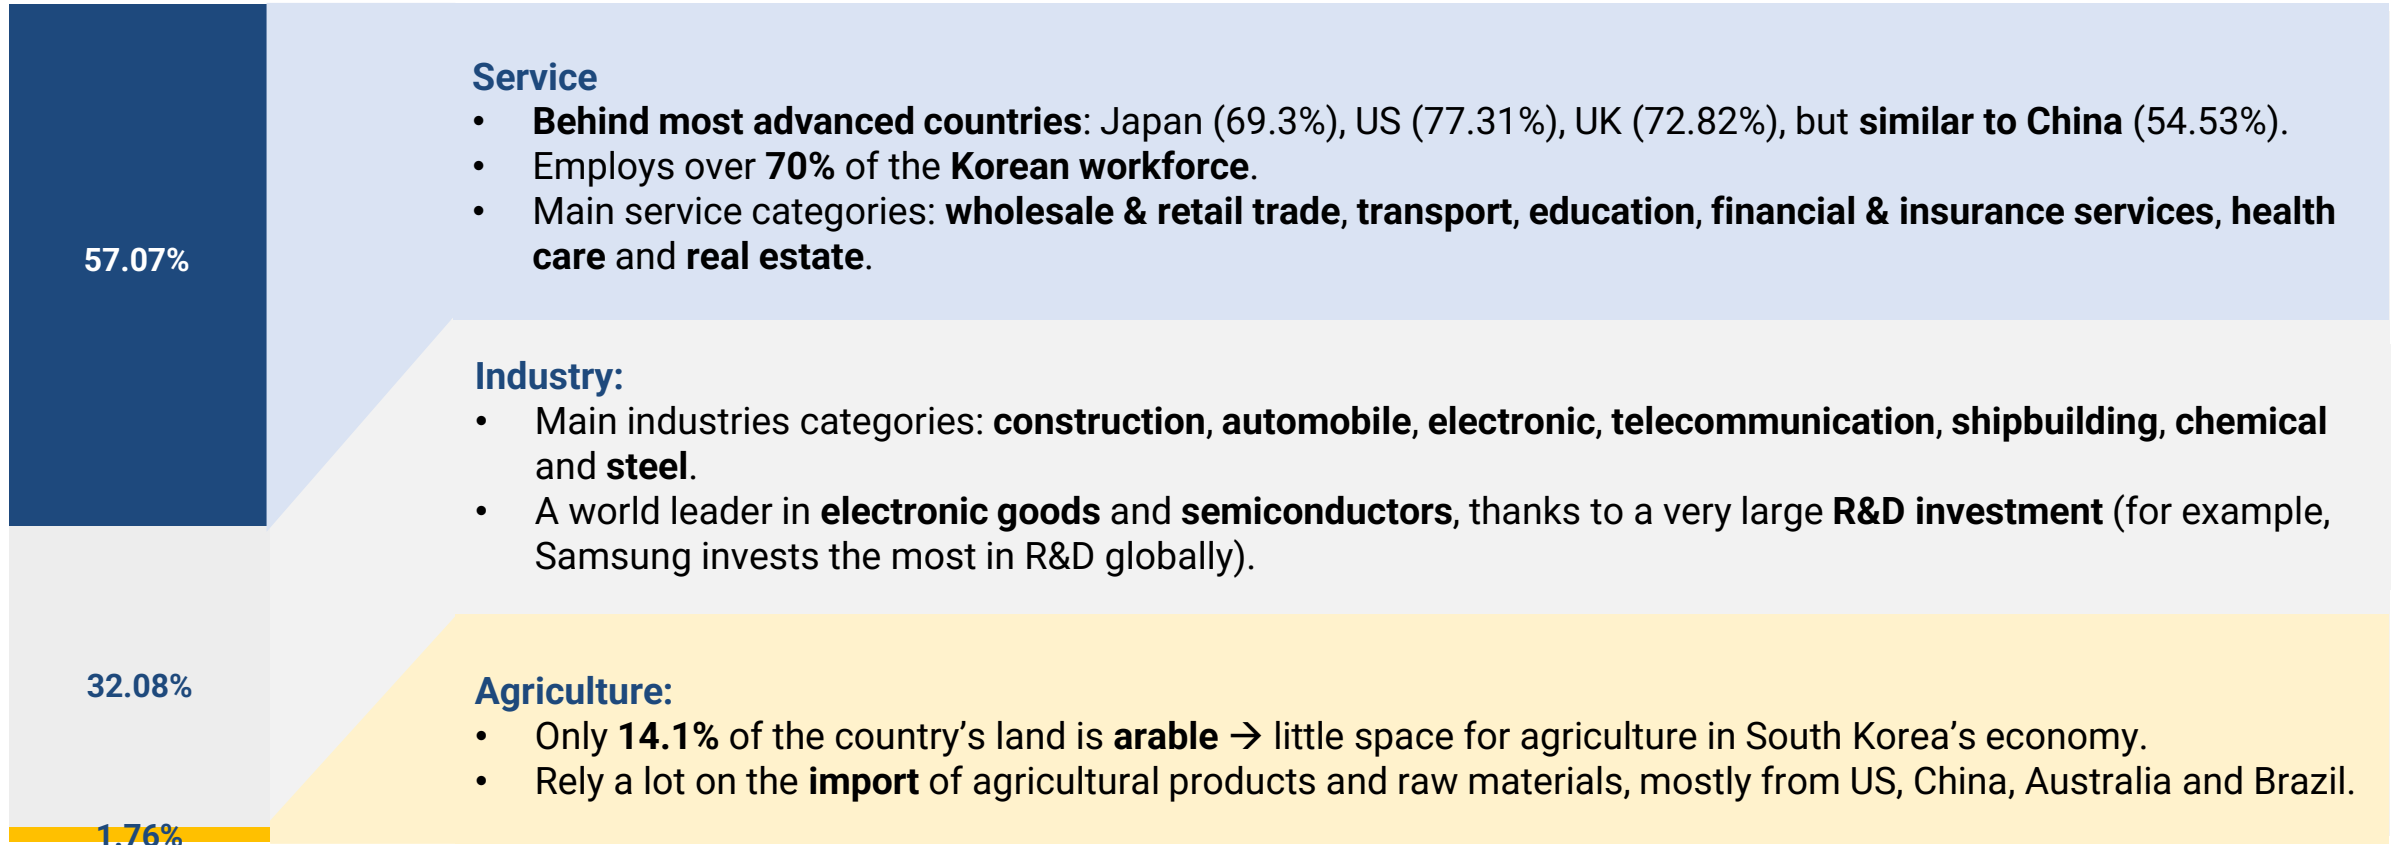 Service
• Behind most advanced countries: Japan (69.3%), US (77.31%), UK (72.82%), but similar to China (54.53%).
• Employs over 70% of the Korean workforce.
• Main service categories: wholesale & retail trade, transport, education, financial & insurance services, health
care and real estate.
57.07%
Industry:
• Main industries categories: construction, automobile, electronic, telecommunication, shipbuilding, chemical
and steel.
• A world leader in electronic goods and semiconductors, thanks to a very large R&D investment (for example,
Samsung invests the most in R&D globally).
32.08%
Agriculture:
• Only 14.1% of the country’s land is arable → little space for agriculture in South Korea’s economy.
• Rely a lot on the import of agricultural products and raw materials, mostly from US, China, Australia and Brazil.
1.76%